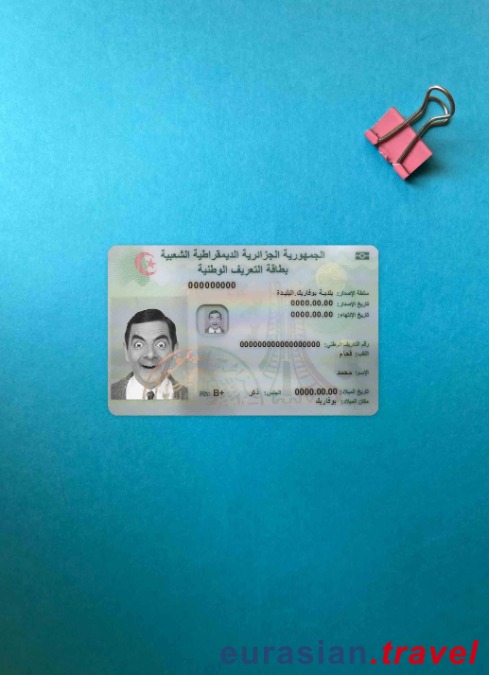 الجمهورية الجزائرية الديمقراطية الشعبية
بطاقة التعريف الوطنية
000000000
سلطة الإصدار: بلدية بوفاريك، البليدة
تاريخ الإصدار: 0000.00.00
تاريخ الإنتهاء: 0000.00.00
رقم التعريف الوطني: 000000000000000000
اللقب: فحام
الإسم: محمد
تاريخ الميلاد: 0000.00.00 الجنس: ذكر Rh: B+
مكان الميلاد: بوفاريك
eurasian.travel